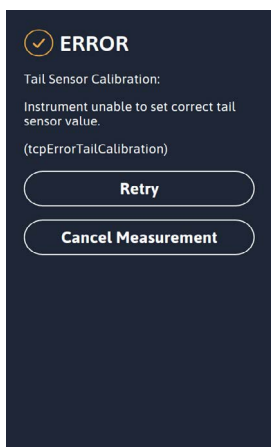 ERROR
Tail Sensor Calibration:
Instrument unable to set correct tail
sensor value.
(tcpErrorTailCalibration)
Retry
Cancel Measurement